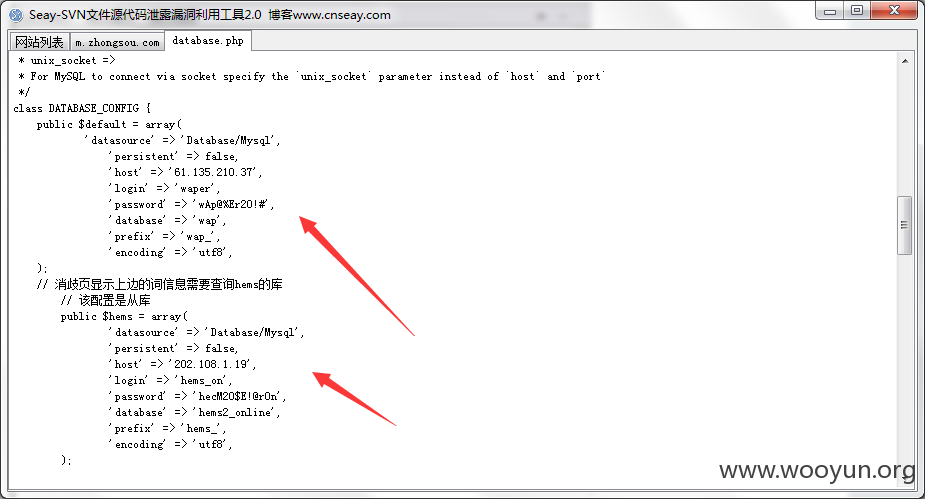 Seay-SVN文件源代码泄露漏洞利用工具2.0 博客www.cnseay.com
网站列表 m.zhongsou.com database.php
* unix_socket =>
* For MySQL to connect via socket specify the `unix_socket` parameter instead of `host` and `port`
*/
class DATABASE_CONFIG {
public $default = array(
'datasource' => 'Database/Mysql',
'persistent' => false,
'host' => '61.135.210.37',
'login' => 'waper',
'password' => 'wAp@%Er2O!#',
'database' => 'wap',
'prefix' => 'wap_',
'encoding' => 'utf8',
);
// 消歧页显示上边的词信息需要查询hems的库
// 该配置是从库
public $hems = array(
'datasource' => 'Database/Mysql',
'persistent' => false,
'host' => '202.108.1.19',
'login' => 'hems_on',
'password' => 'hecM2O$E!@rOn',
'database' => 'hems2_online',
'prefix' => 'hems_',
'encoding' => 'utf8',
);
www.wooyun.org